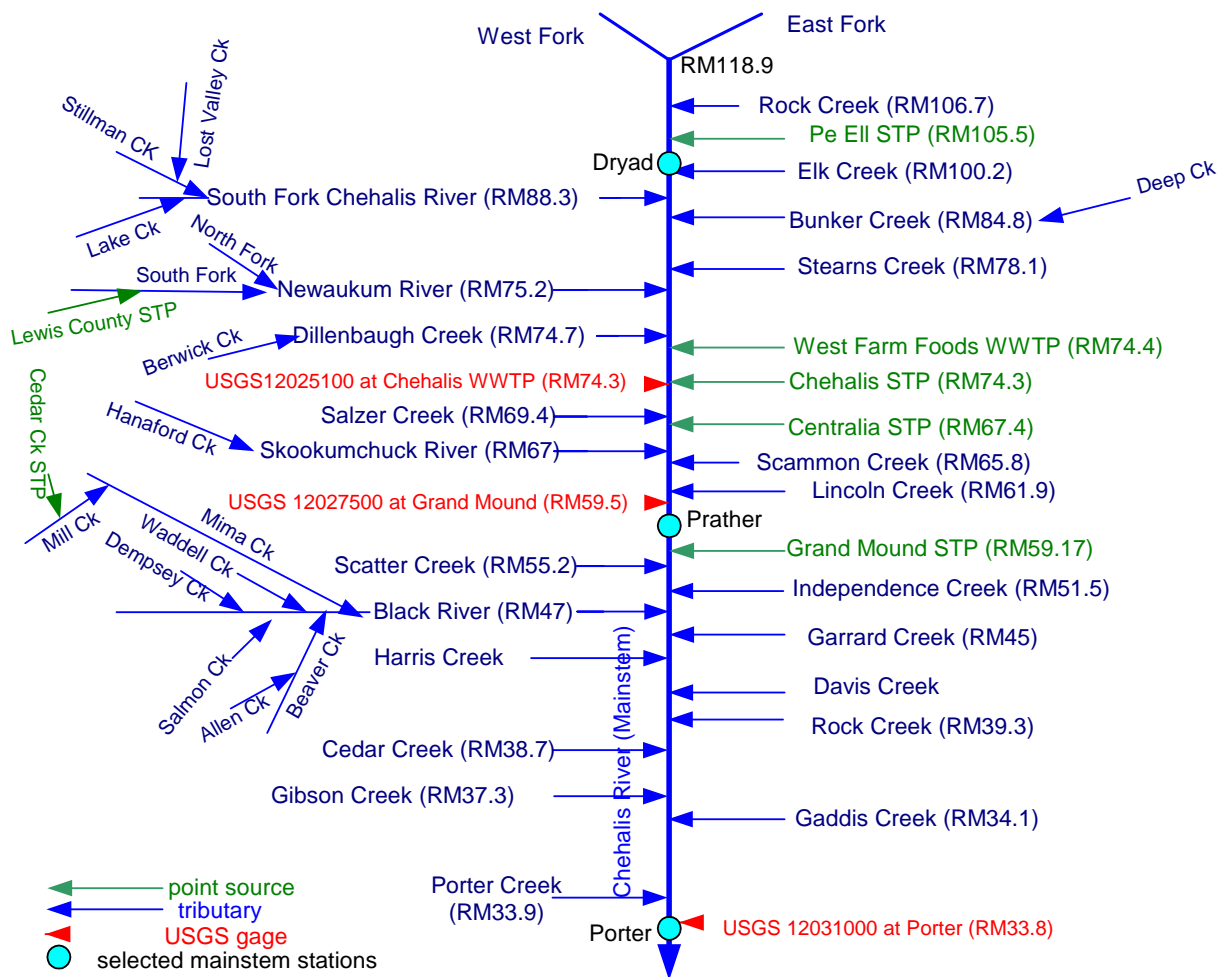 West Fork
East Fork
RM118.9
Lost Valley Ck
Stillman CK
Rock Creek (RM106.7)
Pe Ell STP (RM105.5)
Dryad
Elk Creek (RM100.2)
Deep Ck
South Fork Chehalis River (RM88.3)
Bunker Creek (RM84.8)
Lake Ck
North Fork
South Fork
Stearns Creek (RM78.1)
Newaukum River (RM75.2)
Lewis County STP
Dillenbaugh Creek (RM74.7)
Berwick Ck
West Farm Foods WWTP (RM74.4)
USGS12025100 at Chehalis WWTP (RM74.3)
Chehalis STP (RM74.3)
Cedar Ck STP
Salzer Creek (RM69.4)
Hanaford Ck
Centralia STP (RM67.4)
Skookumchuck River (RM67)
Scammon Creek (RM65.8)
Lincoln Creek (RM61.9)
USGS 12027500 at Grand Mound (RM59.5)
Prather
Mill Ck
Mima Ck
Waddell Ck
Dempsey Ck
Grand Mound STP (RM59.17)
Scatter Creek (RM55.2)
Independence Creek (RM51.5)
Black River (RM47)
Garrard Creek (RM45)
Harris Creek
Salmon Ck
Allen Ck
Beaver Ck
Davis Creek
Rock Creek (RM39.3)
Cedar Creek (RM38.7)
Chehalis River (Mainstem)
Gibson Creek (RM37.3)
Gaddis Creek (RM34.1)
Porter Creek
(RM33.9)
USGS 12031000 at Porter (RM33.8)
Porter
point source
tributary
USGS gage
selected mainstem stations